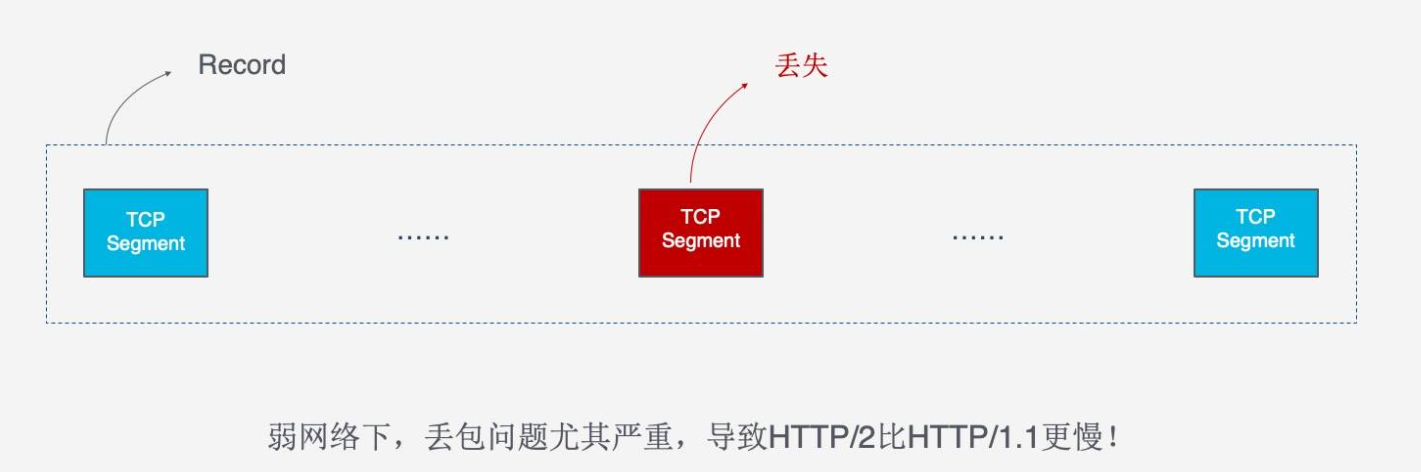 Record
丢失
TCP
Segment
......
TCP
Segment
......
TCP
Segment
弱网络下，丢包问题尤其严重，导致HTTP/2比HTTP/1.1更慢！